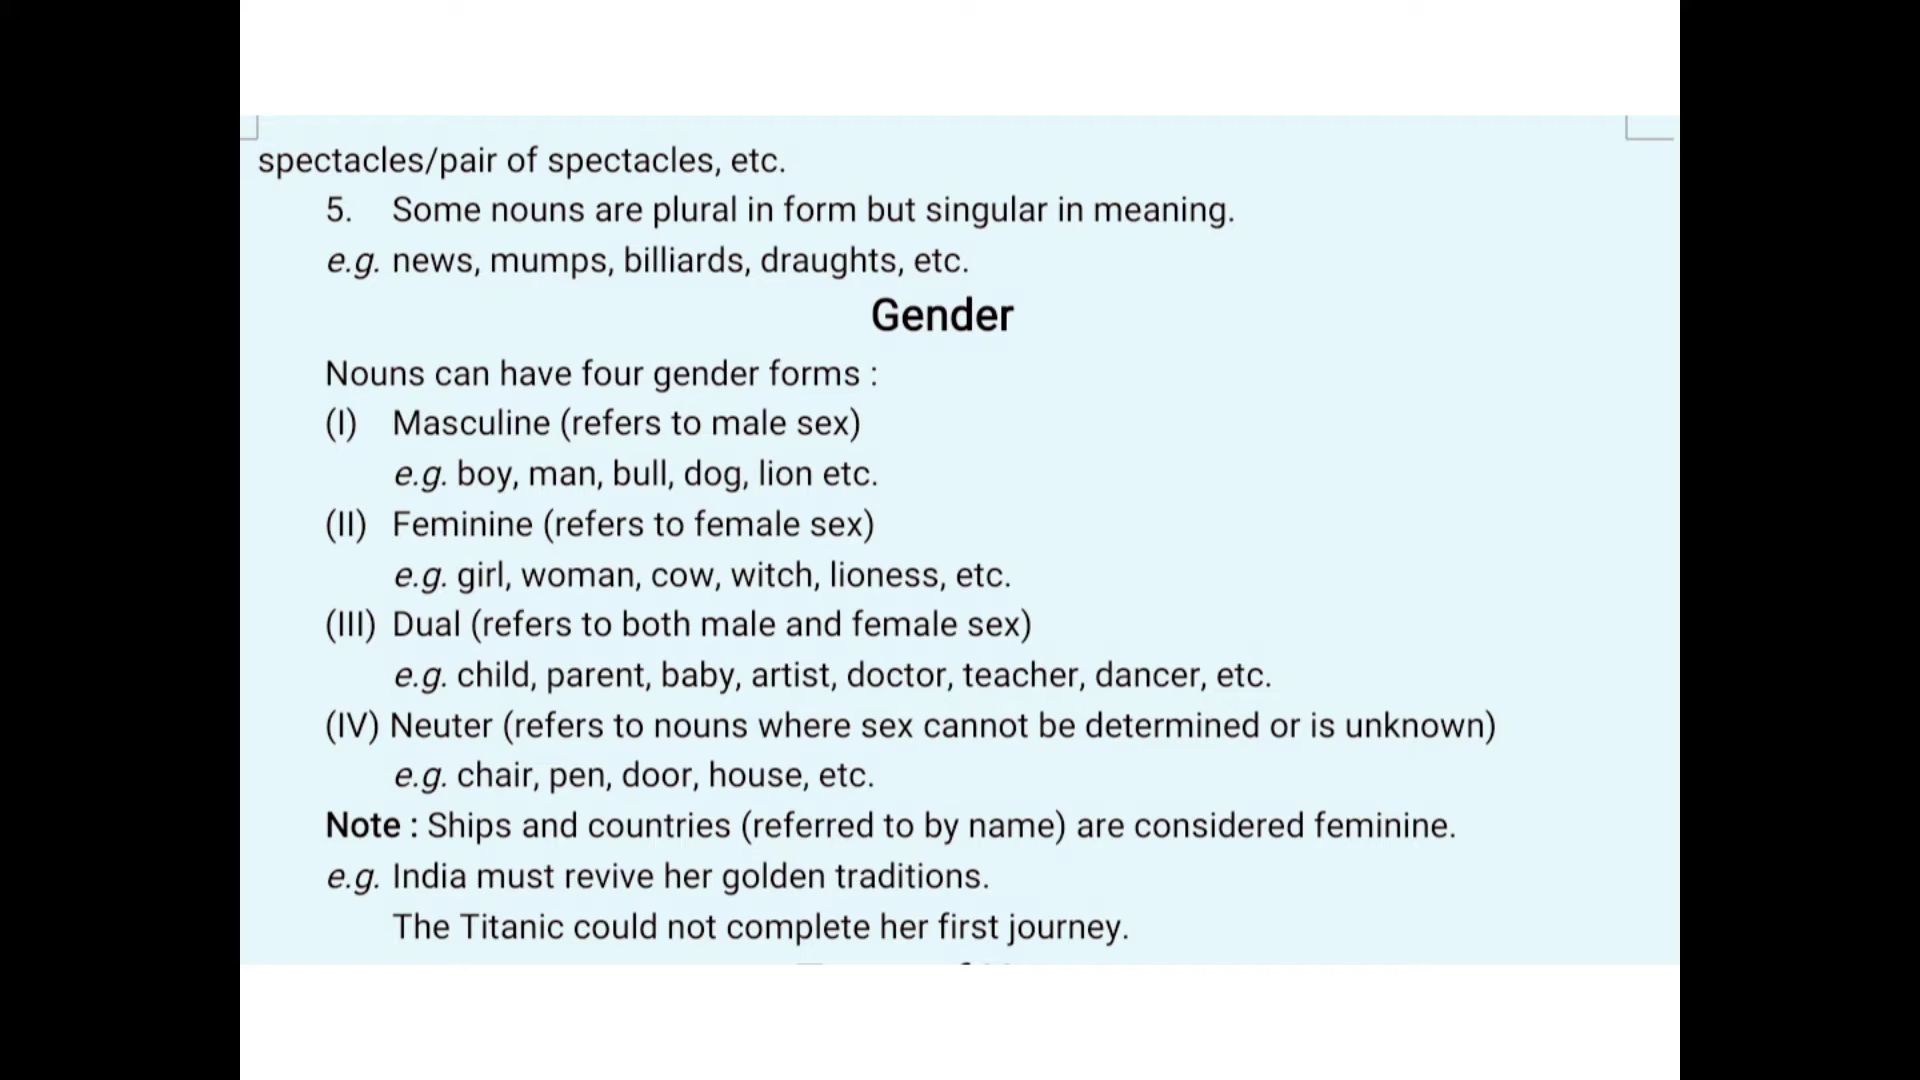 spectacles/pair of spectacles, etc.
5. Some nouns are plural in form but singular in meaning.
e.g. news, mumps, billiards, draughts, etc.
Gender
Nouns can have four gender forms :
(I) Masculine (refers to male sex)
e.g. boy, man, bull, dog, lion etc.
(II) Feminine (refers to female sex)
e.g. girl, woman, cow, witch, lioness, etc.
(III) Dual (refers to both male and female sex)
e.g. child, parent, baby, artist, doctor, teacher, dancer, etc.
(IV) Neuter (refers to nouns where sex cannot be determined or is unknown)
e.g. chair, pen, door, house, etc.
Note : Ships and countries (referred to by name) are considered feminine.
e.g. India must revive her golden traditions.
The Titanic could not complete her first journey.